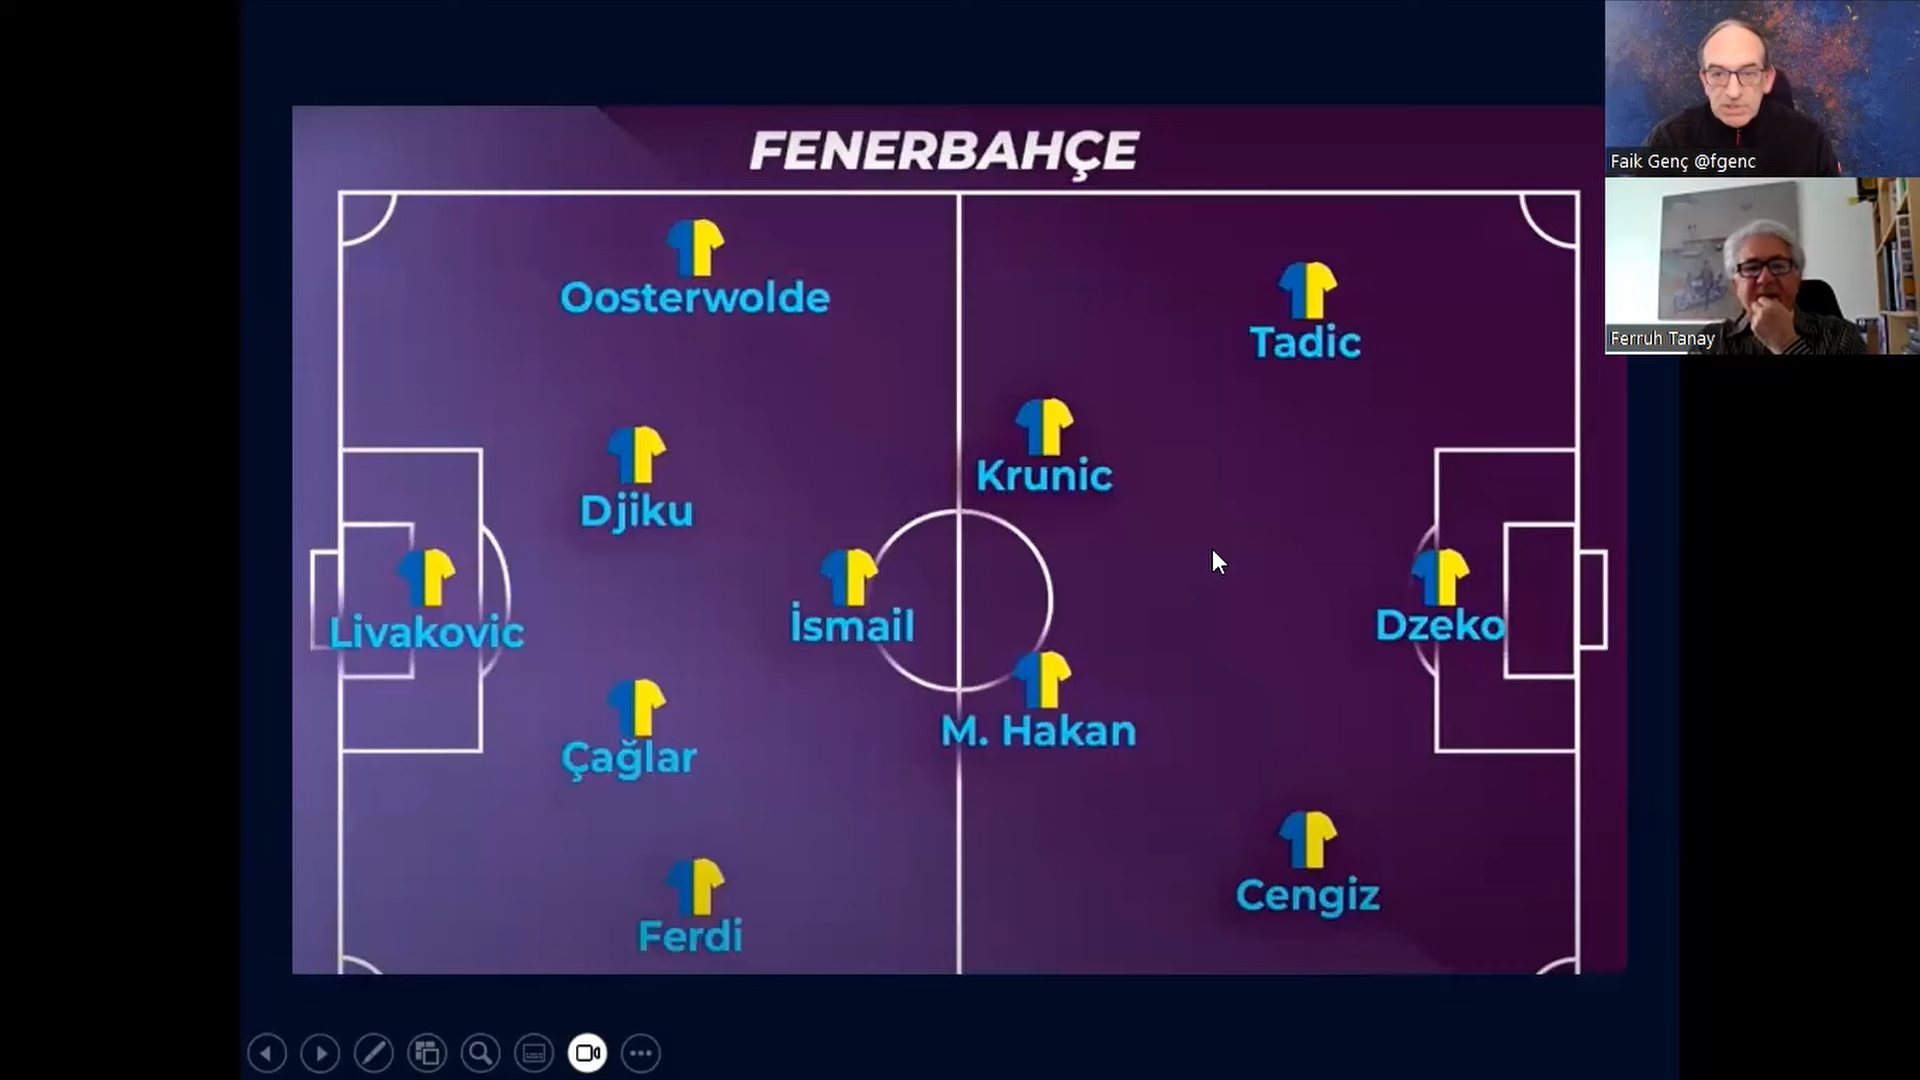 FENERBAHÇE
Faik Genç @fgenc
Ferruh Tanay
Oosterwolde
Tadic
Krunic
Djiku
İsmail
Dzeko
Livakovic
M. Hakan
Çağlar
Cengiz
Ferdi